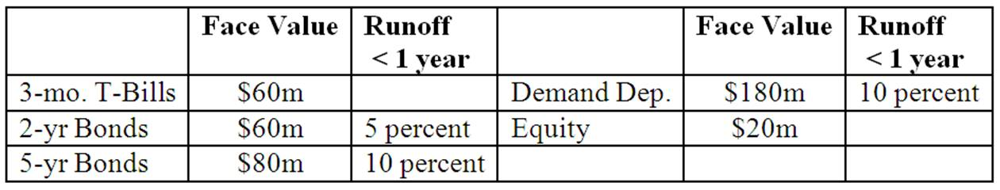 Face Value Runoff < 1 year Face Value Runoff < 1 year
3-mo. T-Bills $60m Demand Dep. $180m 10 percent
2-yr Bonds $60m 5 percent Equity $20m
5-yr Bonds $80m 10 percent